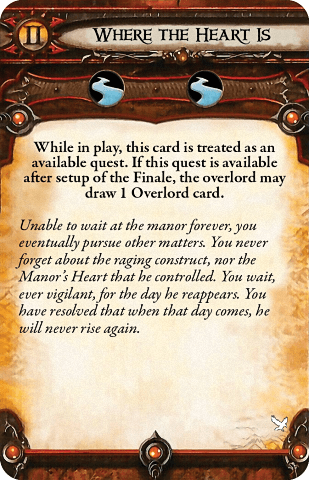 II
Where the Heart Is
While in play, this card is treated as an
available quest. If this quest is available
after setup of the Finale, the overlord may
draw 1 Overlord card.
Unable to wait at the manor forever, you
eventually pursue other matters. You never
forget about the raging construct, nor the
Manor's Heart that he controlled. You wait,
ever vigilant, for the day he reappears. You
have resolved that when that day comes, he
will never rise again.